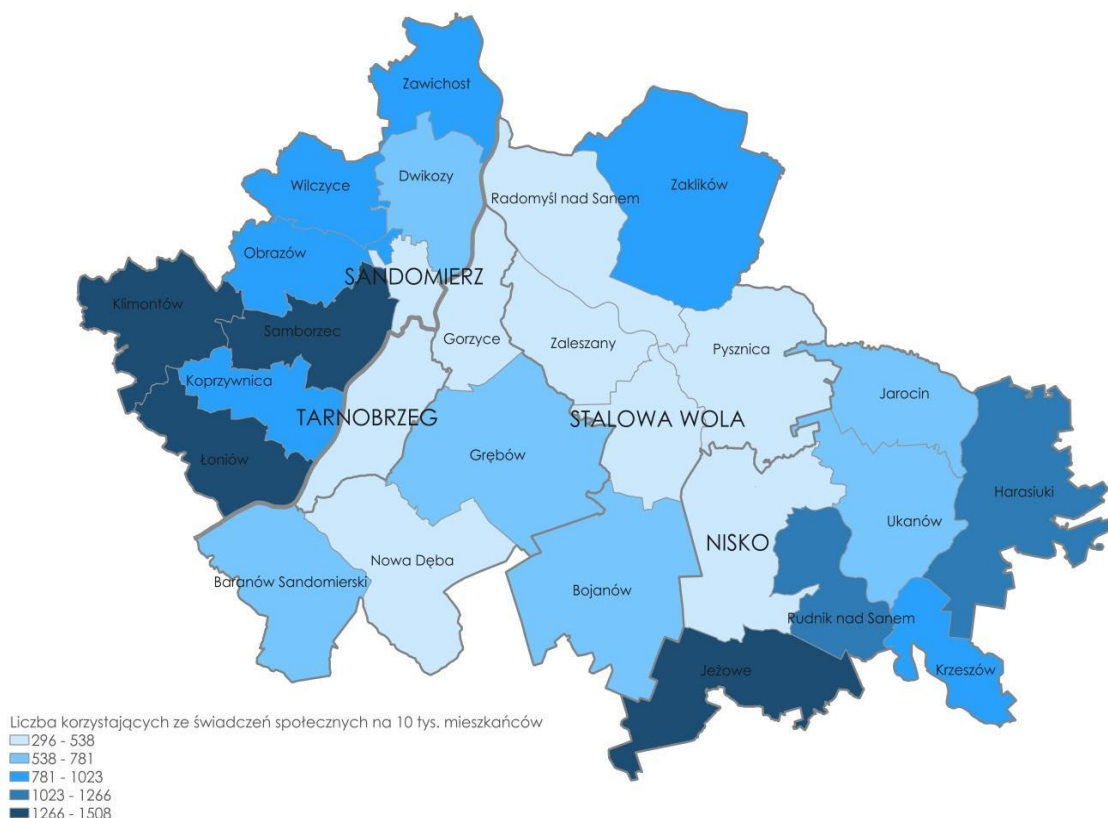 Zawichost
Dwikozy
Wilczyce
Zaklików
Radomyśl nad Sanem
Obrazów
SANDOMIERZ
Klimontów
Samborzec
Gorzyce
Zaleszany
Pysznica
Koprzywnica
Jarocin
TARNOBRZEG
STALOWA WOLA
Łoniów
Grębów
Harasiuki
Ukanów
NISKO
Nowa Dęba
Baranów Sandomierski
Bojanów
Rudnik nad Sanem
Jeżowe
Krzeszów
Liczba korzystających ze świadczeń społecznych na 10 tys. mieszkańców
296 - 538
538 - 781
781 - 1023
1023 - 1266
1266 - 1508